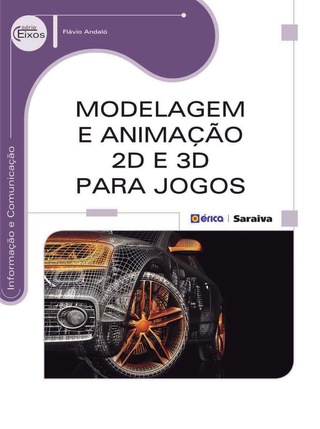 série
Eixos
Flávio Andaló
MODELAGEM
E ANIMAÇÃO
2D E 3D
PARA JOGOS
érica | Saraiva
Informação e Comunicação